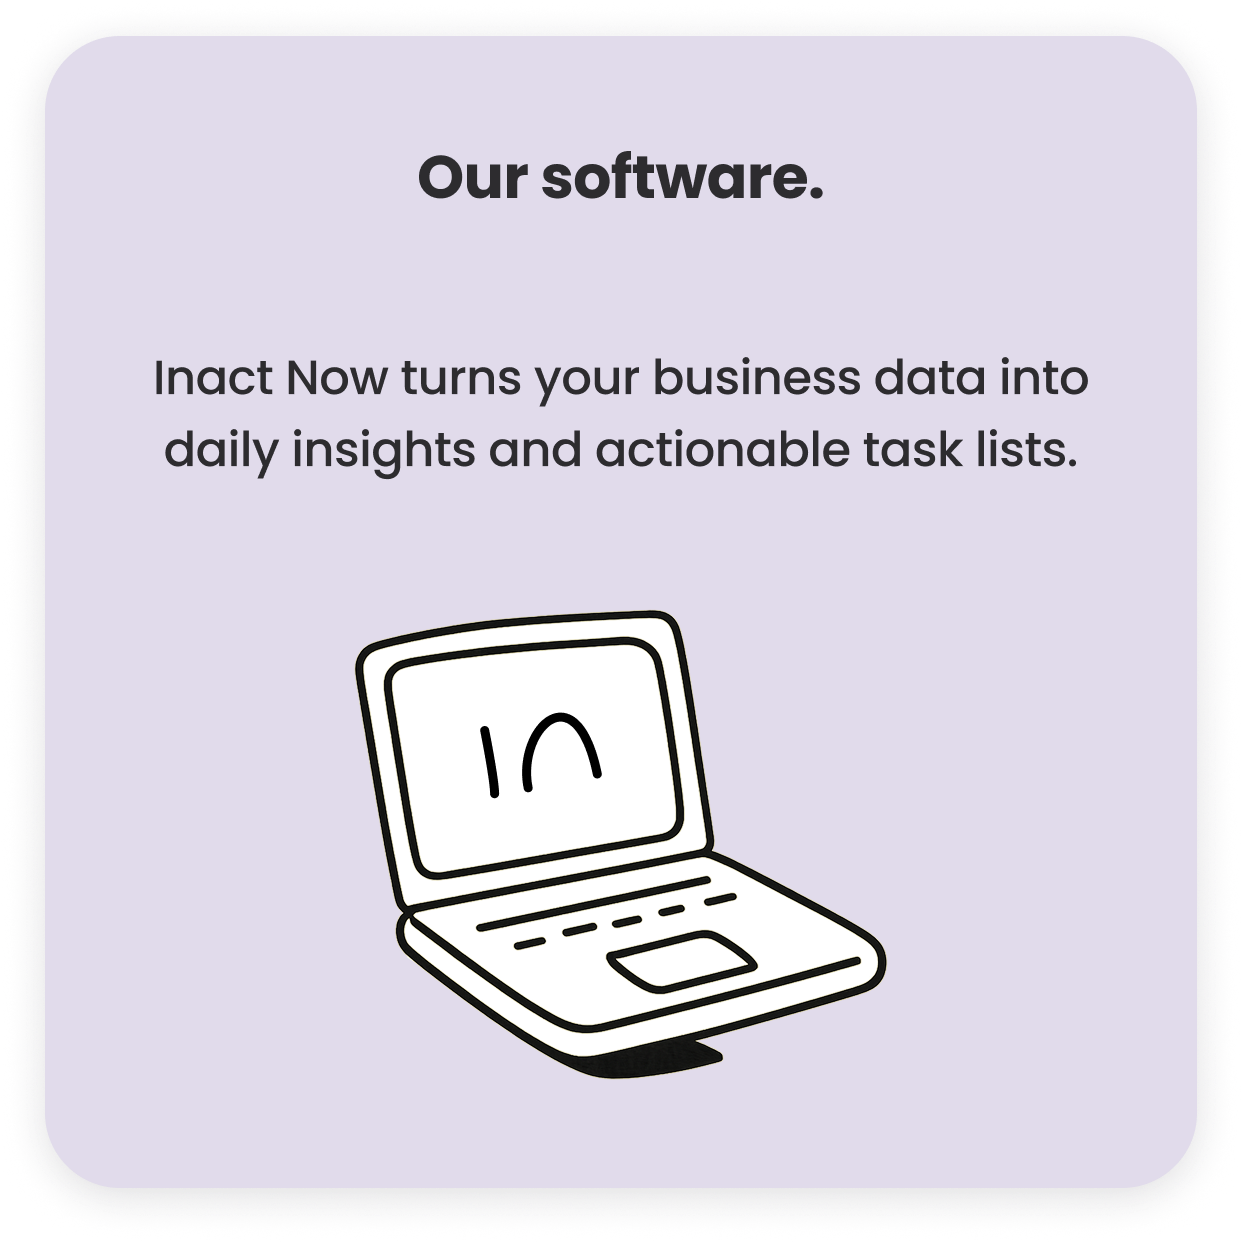 Our software.
Inact Now turns your business data into
daily insights and actionable task lists.
In